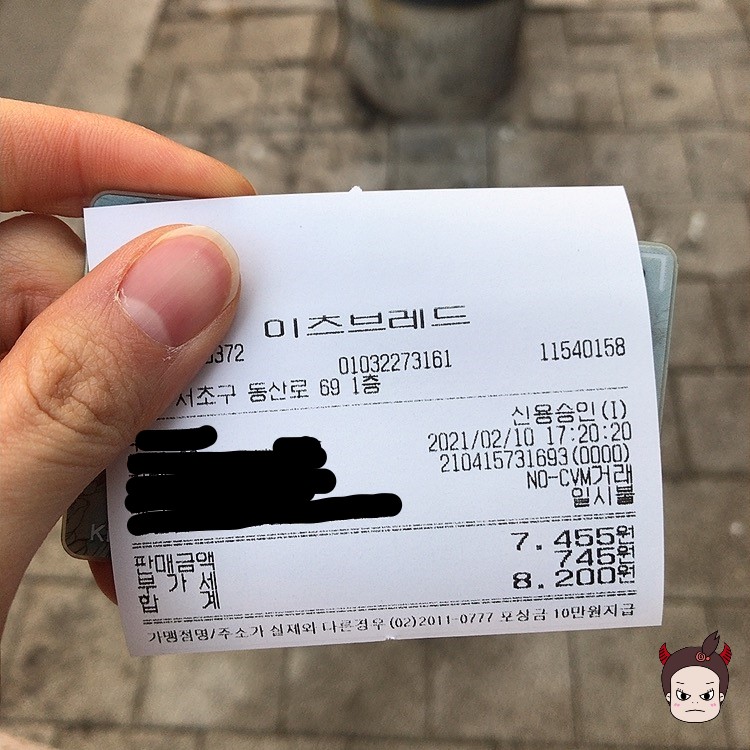 이츠브레드
372 01032273161 11540158
서초구 동산로 69 1층
신용승인(I)
2021/02/10 17:20:20
210415731693(0000)
NO-CVM거래
일시불
판매금액 7,455원
부가세 745원
합계 8,200원
가맹점명/주소가 실제와 다른경우 (02)2011-0777 포상금 10만원지급
K